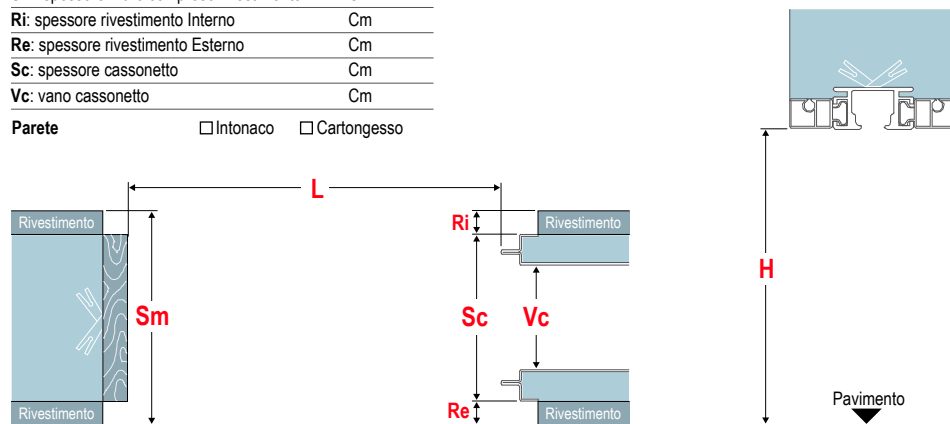 Ri: spessore rivestimento Interno Cm
Re: spessore rivestimento Esterno Cm
Sc: spessore cassonetto Cm
Vc: vano cassonetto Cm
Parete Intonaco Cartongesso
L
Rivestimento
Ri
Rivestimento
H
Sm
Sc
Vc
Rivestimento
Re
Rivestimento
Pavimento